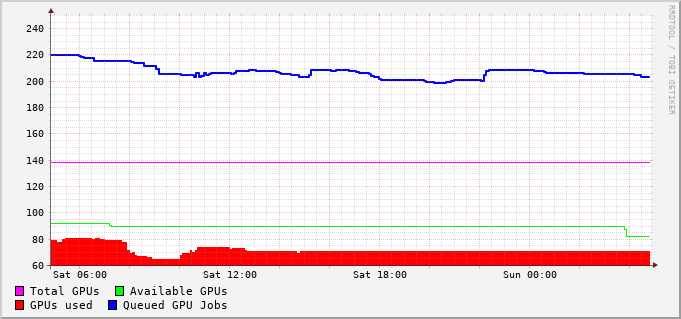 RRDTOOL / TOBI OETIKER
240
220
200
180
160
140
120
100
80
60
Sat 06:00 Sat 12:00 Sat 18:00 Sun 00:00
Total GPUs Available GPUs
GPUs used Queued GPU Jobs